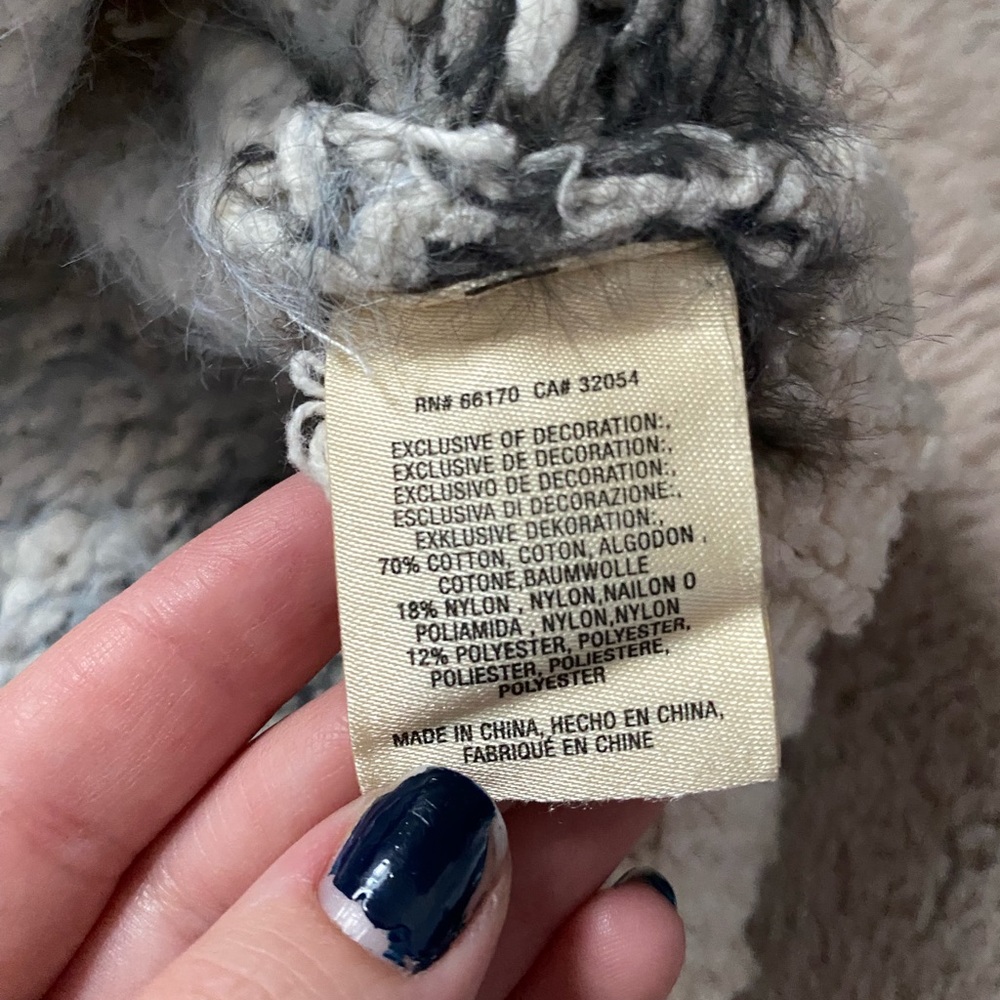 RN# 66170 CA# 32054
EXCLUSIVE OF DECORATION:,
EXCLUSIVE DE DECORATION:,
EXCLUSIVO DE DECORATION:,
ESCLUSIVA DI DECORAZIONE:,
EXKLUSIVE DEKORATION:,
70% COTTON, COTON, ALGODON ,
COTONE,BAUMWOLLE
18% NYLON , NYLON,NAILON O
POLIAMIDA , NYLON,NYLON
12% POLYESTER, POLYESTER,
POLIESTER, POLIESTERE,
POLYESTER
MADE IN CHINA, HECHO EN CHINA,
FABRIQUÉ EN CHINE